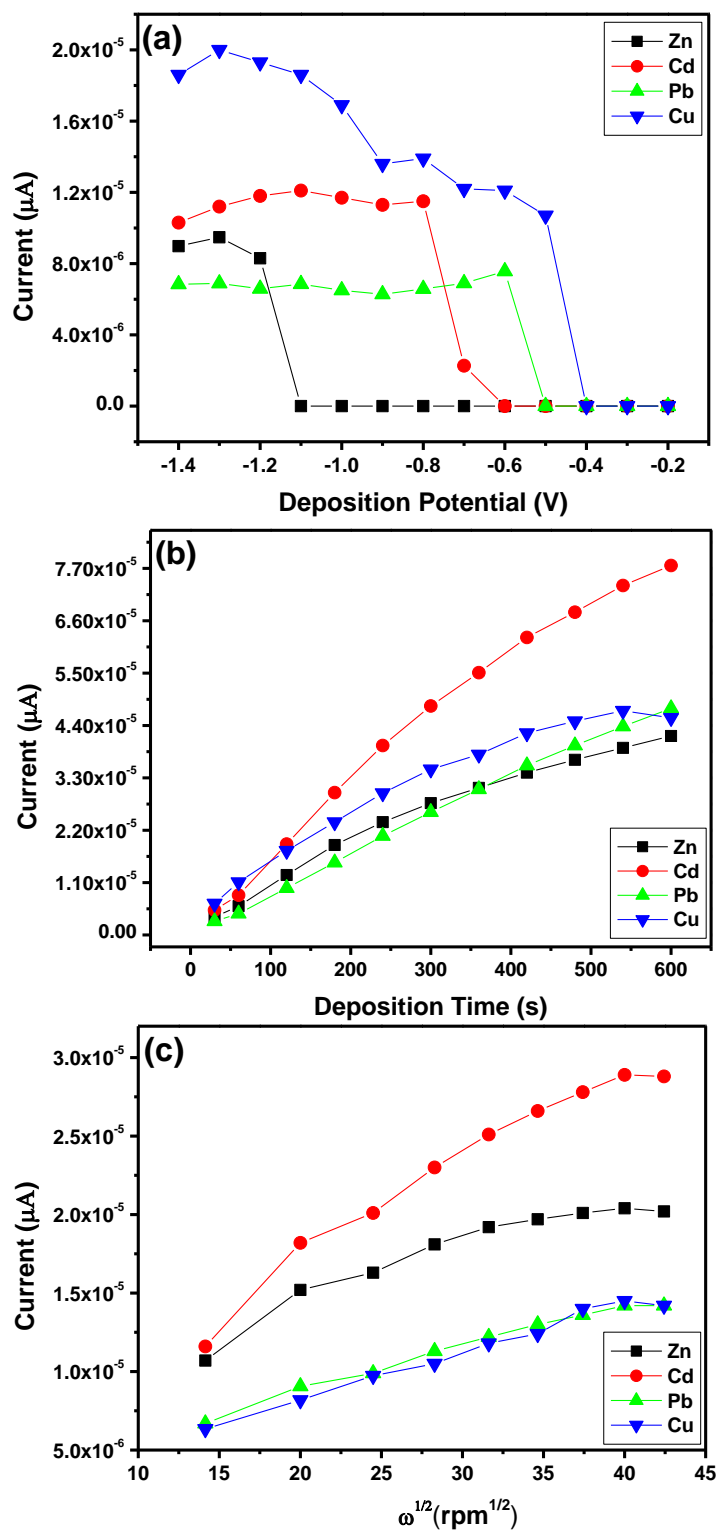 (a)
Zn
Cd
Pb
Cu
2.0x10⁻⁵
1.6x10⁻⁵
1.2x10⁻⁵
8.0x10⁻⁶
4.0x10⁻⁶
0.0
Current (µA)
-1.4 -1.2 -1.0 -0.8 -0.6 -0.4 -0.2
Deposition Potential (V)
(b)
7.70x10⁻⁵
6.60x10⁻⁵
5.50x10⁻⁵
4.40x10⁻⁵
3.30x10⁻⁵
2.20x10⁻⁵
1.10x10⁻⁵
0.00
Current (µA)
Zn
Cd
Pb
Cu
0 100 200 300 400 500 600
Deposition Time (s)
(c)
3.0x10⁻⁵
2.5x10⁻⁵
2.0x10⁻⁵
1.5x10⁻⁵
1.0x10⁻⁵
5.0x10⁻⁶
Current (µA)
Zn
Cd
Pb
Cu
10 15 20 25 30 35 40 45
ω¹ᐟ²(rpm¹ᐟ²)